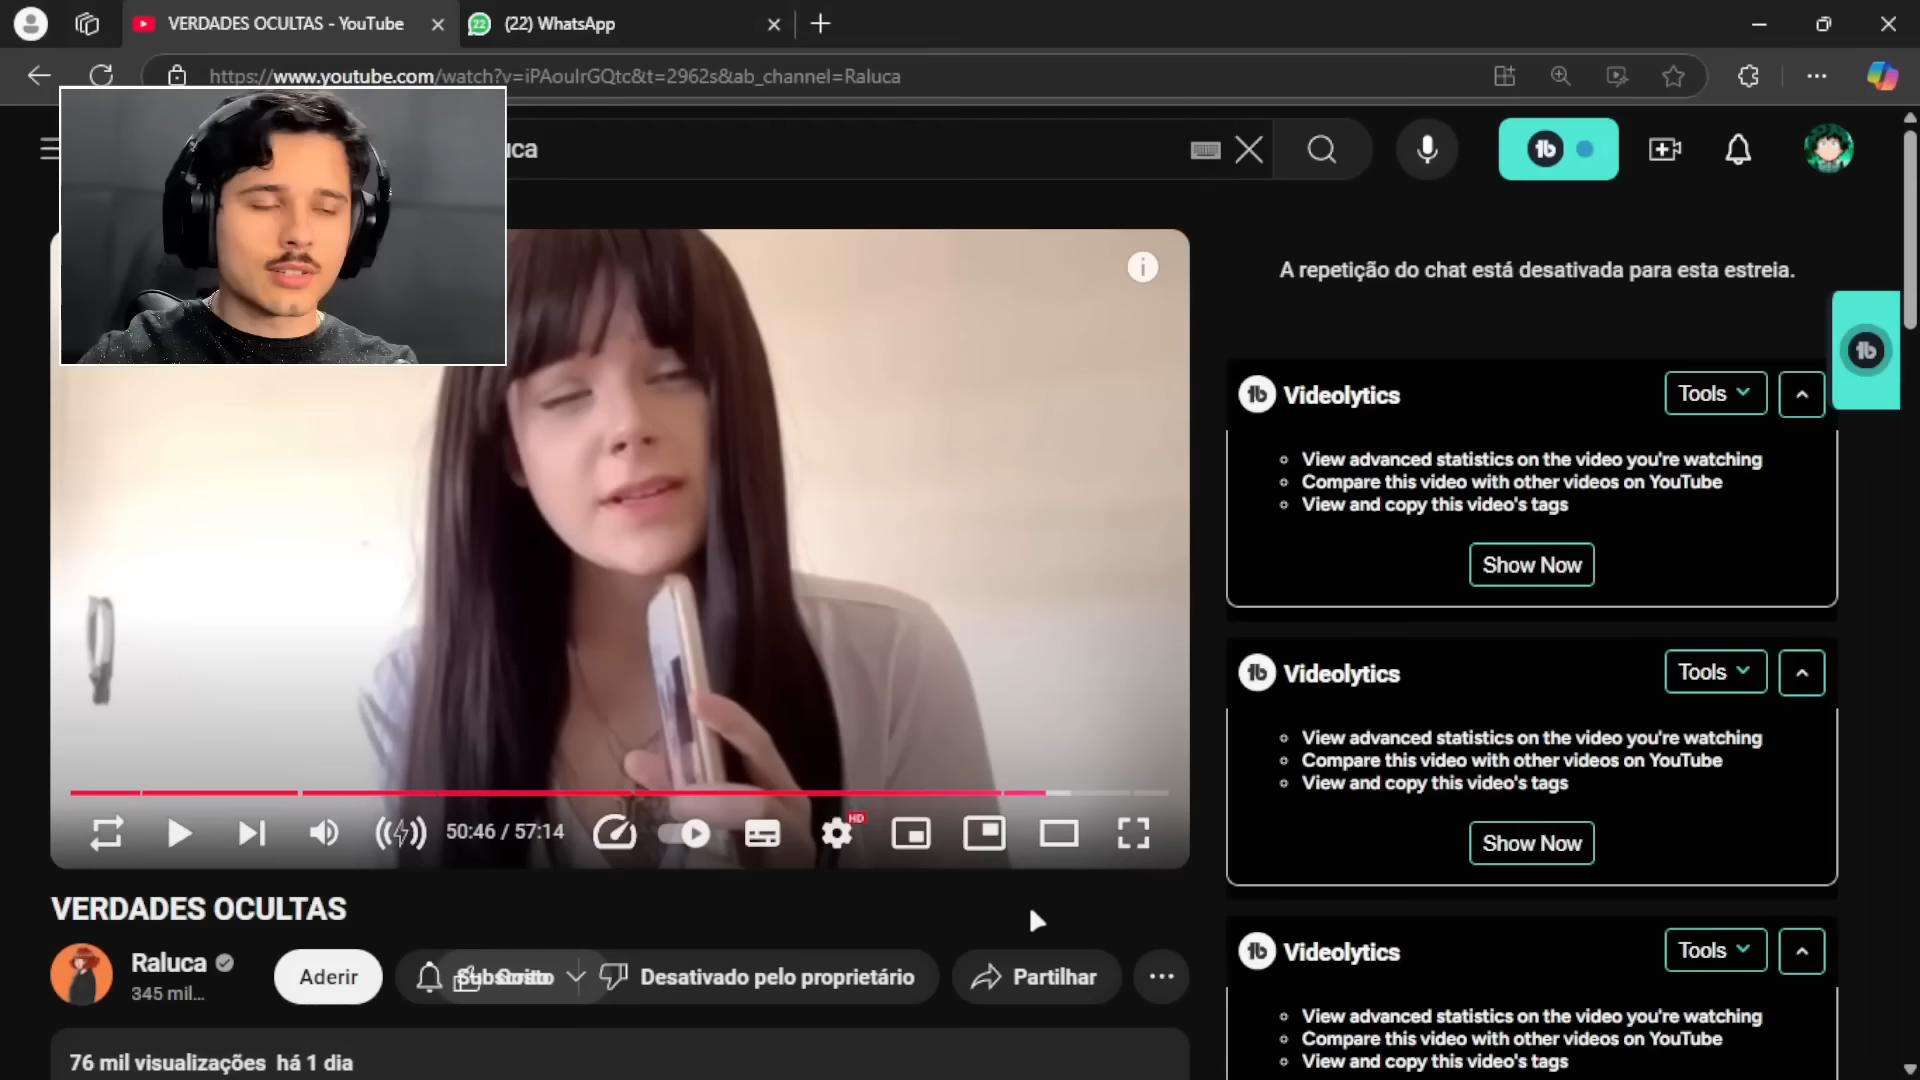 VERDADES OCULTAS - YouTube
22
(22) WhatsApp
https://www.youtube.com/watch?v=iPAouIrGQtc&t=2962s&ab_channel=Raluca
uca
A repetição do chat está desativada para esta estreia.
Videolytics
Tools
View advanced statistics on the video you're watching
Compare this video with other videos on YouTube
View and copy this video's tags
Show Now
Videolytics
Tools
View advanced statistics on the video you're watching
Compare this video with other videos on YouTube
View and copy this video's tags
Show Now
50:46 / 57:14
HD
VERDADES OCULTAS
Raluca
345 mil...
Aderir
Desativado pelo proprietário
Partilhar
76 mil visualizações há 1 dia
Videolytics
Tools
View advanced statistics on the video you're watching
Compare this video with other videos on YouTube
View and copy this video's tags